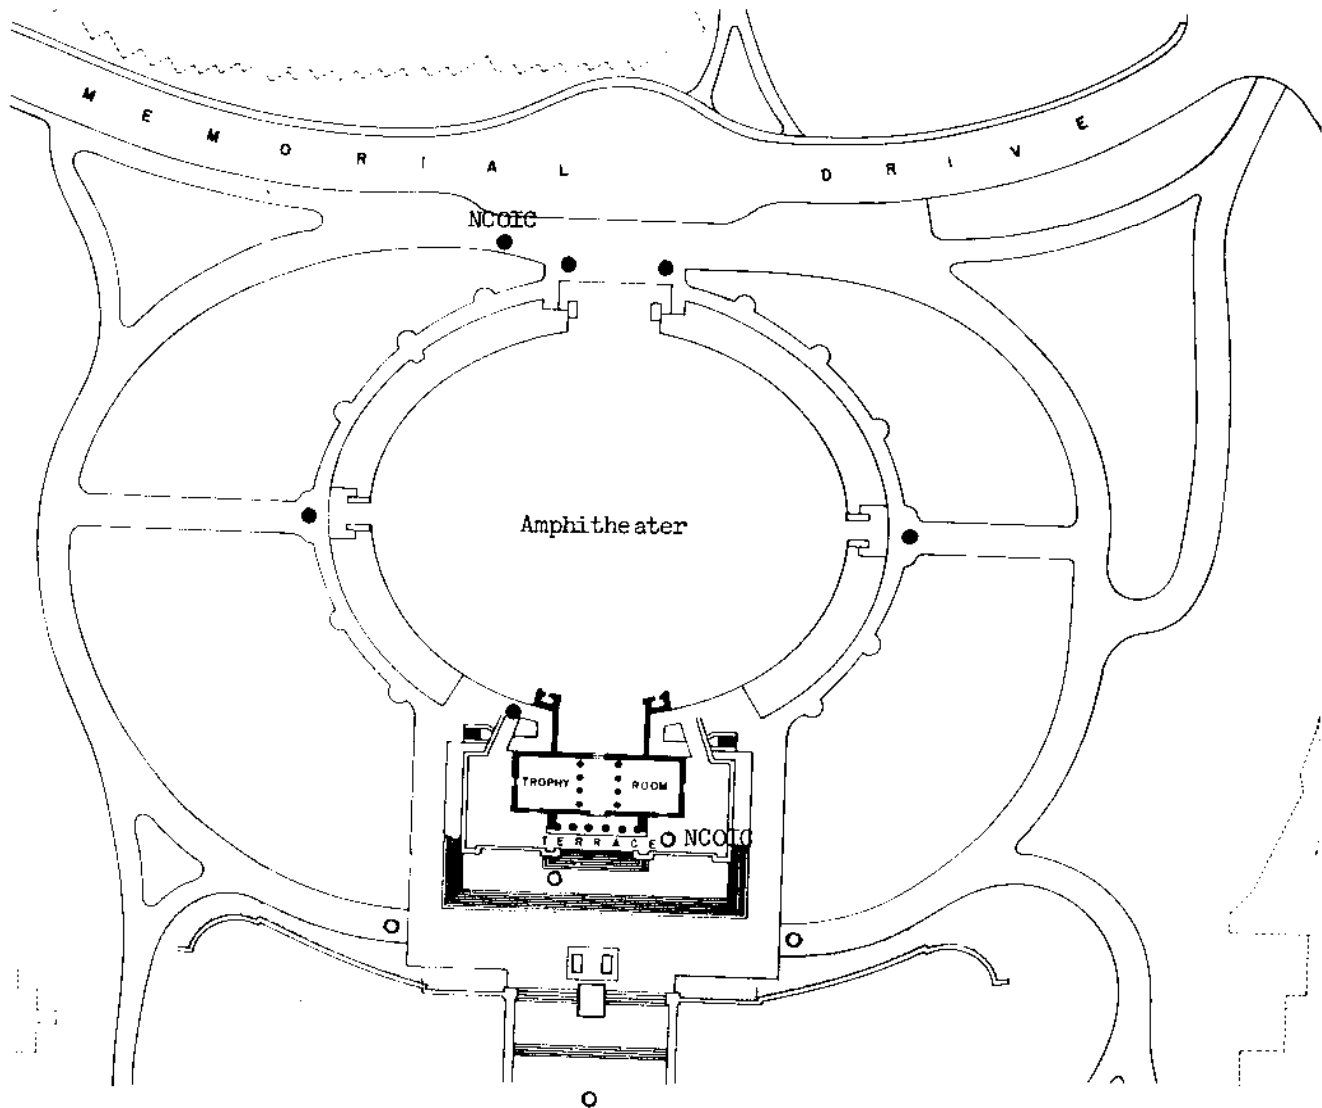 MEMORIAL DRIVE
NCOIC
Amphitheater
TROPHY ROOM
TERRACE
NCOIC